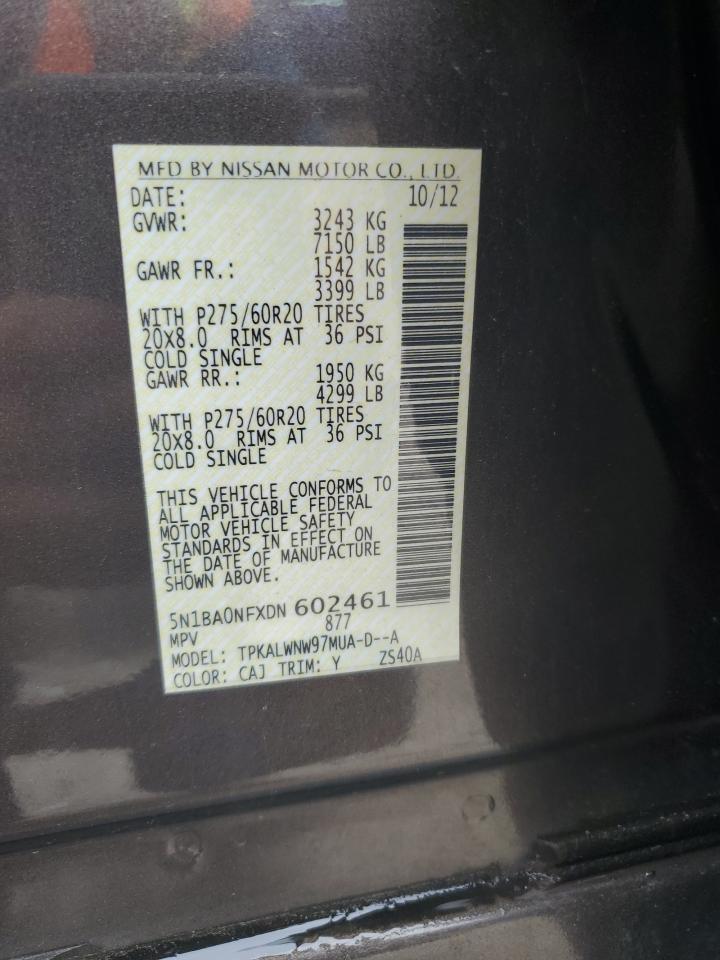 MFD BY NISSAN MOTOR CO., LTD.
DATE: 10/12
GVWR: 3243 KG
7150 LB
GAWR FR.: 1542 KG
3399 LB
WITH P275/60R20 TIRES
20X8.0 RIMS AT 36 PSI
COLD SINGLE
GAWR RR.: 1950 KG
4299 LB
WITH P275/60R20 TIRES
20X8.0 RIMS AT 36 PSI
COLD SINGLE
THIS VEHICLE CONFORMS TO
ALL APPLICABLE FEDERAL
MOTOR VEHICLE SAFETY
STANDARDS IN EFFECT ON
THE DATE OF MANUFACTURE
SHOWN ABOVE.
5N1BA0NFXDN 602461
MPV 877
MODEL: TPKALWNW97MUA-D--A
COLOR: CAJ TRIM: Y ZS40A